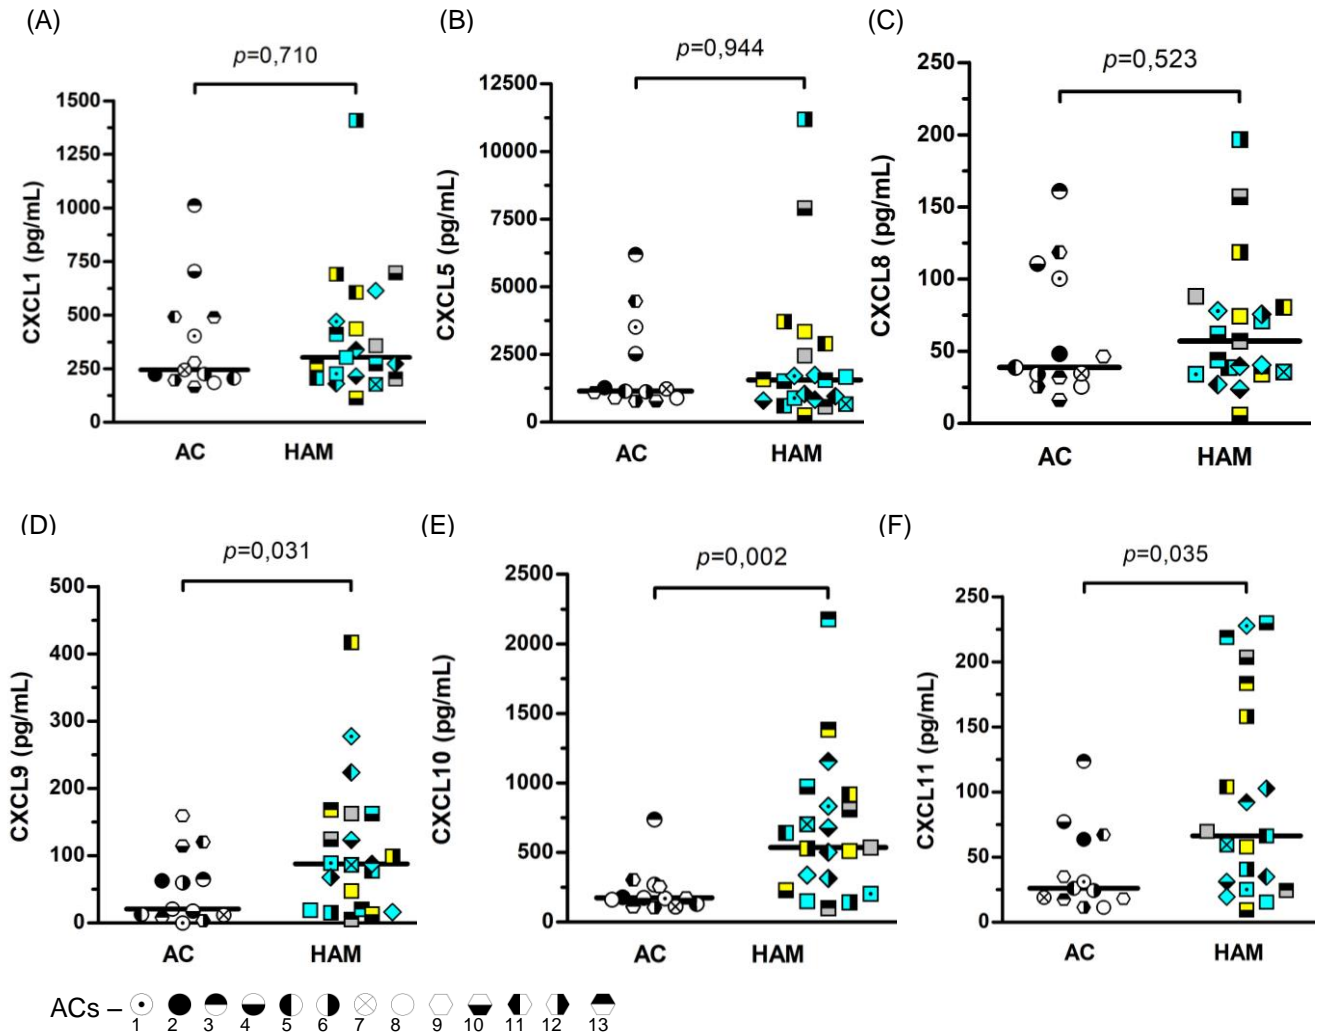 (A)
p=0,710
CXCL1 (pg/mL)
1500
1250
1000
750
500
250
0
AC HAM
(B)
p=0,944
CXCL5 (pg/mL)
12500
10000
7500
5000
2500
0
AC HAM
(C)
p=0,523
CXCL8 (pg/mL)
250
200
150
100
50
0
AC HAM
(D)
p=0,031
CXCL9 (pg/mL)
500
400
300
200
100
0
AC HAM
(E)
p=0,002
CXCL10 (pg/mL)
2500
2000
1500
1000
500
0
AC HAM
(F)
p=0,035
CXCL11 (pg/mL)
250
200
150
100
50
0
AC HAM
ACs –
1 2 3 4 5 6 7 8 9 10 11 12 13